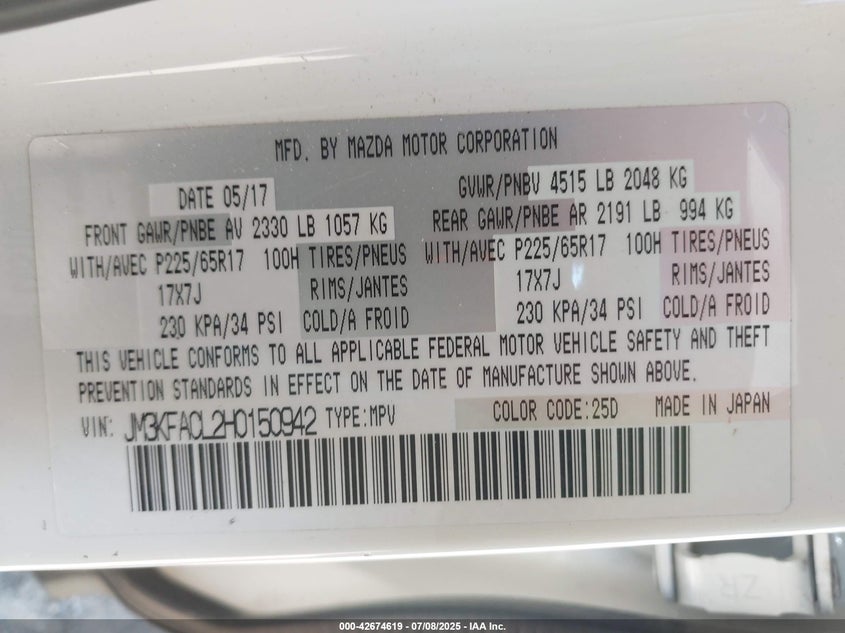 MFD. BY MAZDA MOTOR CORPORATION
DATE 05/17 GVWR/PNBV 4515 LB 2048 KG
FRONT GAWR/PNBE AV 2330 LB 1057 KG REAR GAWR/PNBE AR 2191 LB 994 KG
WITH/AVEC P225/65R17 100H TIRES/PNEUS WITH/AVEC P225/65R17 100H TIRES/PNEUS
17X7J RIMS/JANTES 17X7J RIMS/JANTES
230 KPA/34 PSI COLD/A FROID 230 KPA/34 PSI COLD/A FROID
THIS VEHICLE CONFORMS TO ALL APPLICABLE FEDERAL MOTOR VEHICLE SAFETY AND THEFT
PREVENTION STANDARDS IN EFFECT ON THE DATE OF MANUFACTURE SHOWN ABOVE.
VIN: JM3KFACL2H0150942 TYPE:MPV COLOR CODE:25D MADE IN JAPAN
ZR
000-42674619 - 07/08/2025 - IAA Inc.